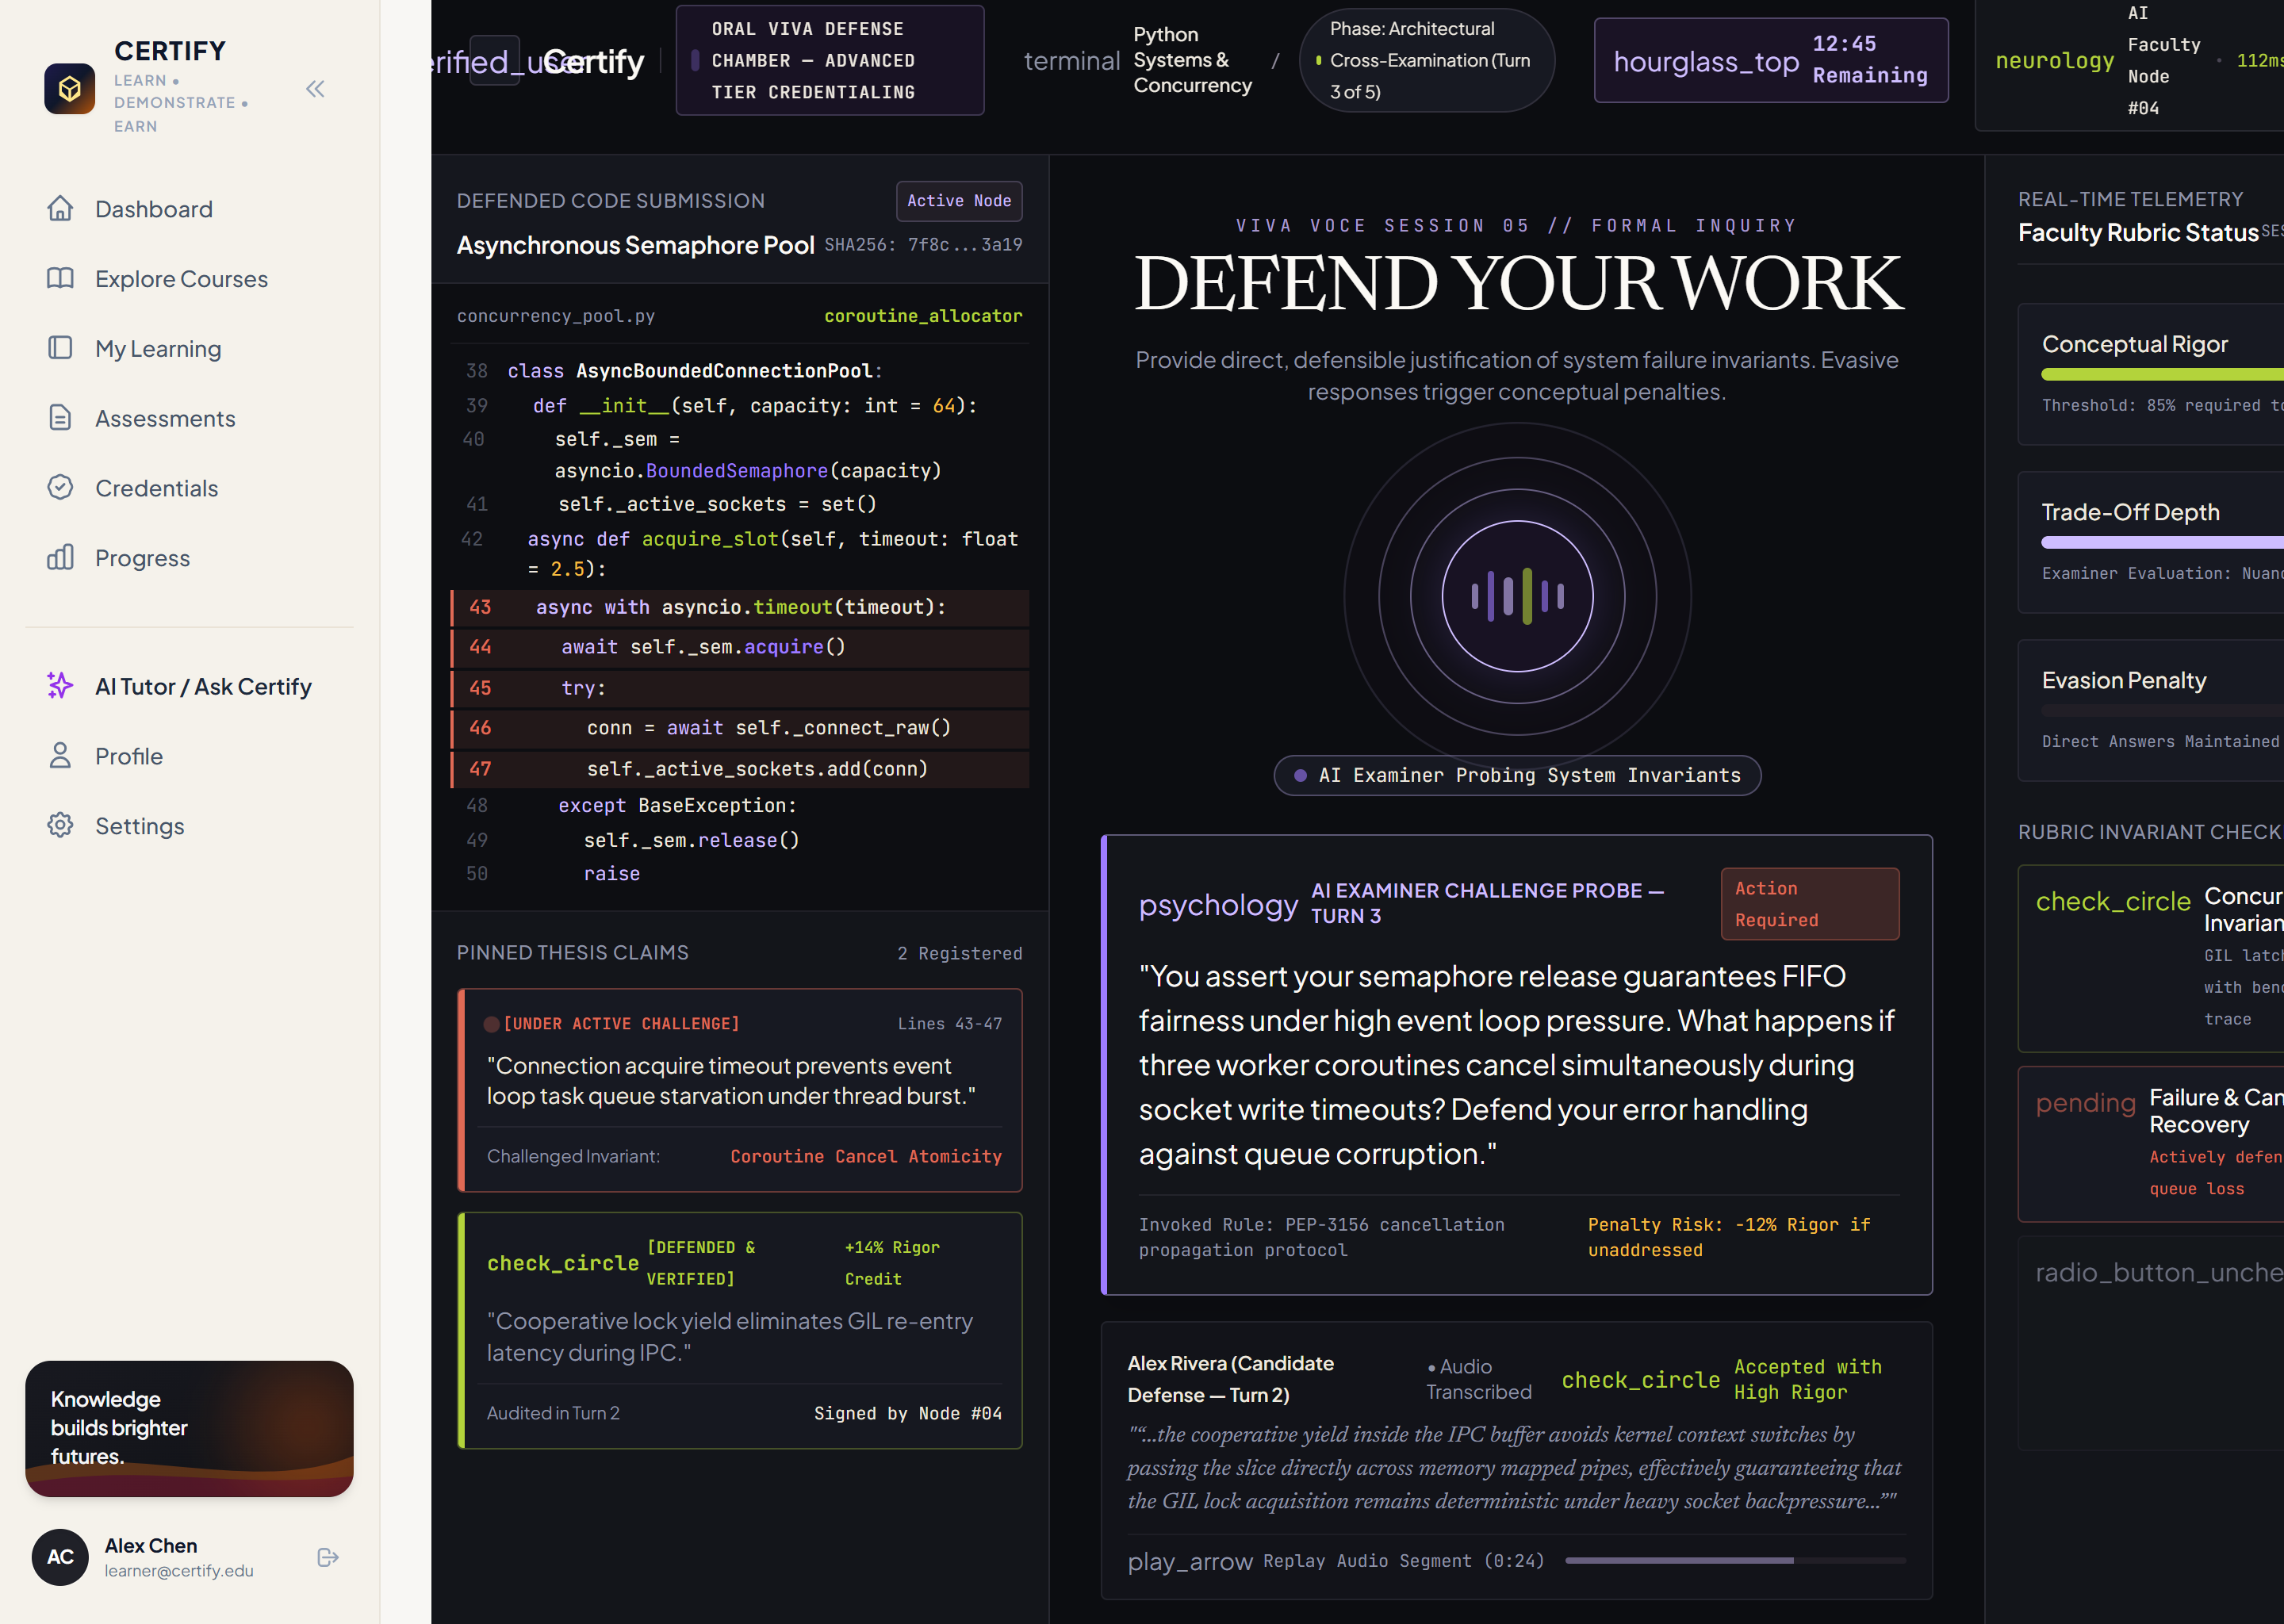 CERTIFY
LEARN •
DEMONSTRATE •
EARN
Dashboard
Explore Courses
My Learning
Assessments
Credentials
Progress
AI Tutor / Ask Certify
Profile
Settings
Knowledge
builds brighter
futures.
AC
Alex Chen
learner@certify.edu
Certify
ORAL VIVA DEFENSE
CHAMBER — ADVANCED
TIER CREDENTIALING
terminal
Python
Systems &
Concurrency
/
Phase: Architectural
Cross-Examination (Turn
3 of 5)
hourglass_top
12:45
Remaining
neurology
AI
Faculty
Node
#04
•
DEFENDED CODE SUBMISSION
Active Node
Asynchronous Semaphore Pool
SHA256: 7f8c...3a19
concurrency_pool.py
coroutine_allocator
38 class AsyncBoundedConnectionPool:
39 def __init__(self, capacity: int = 64):
40 self._sem =
asyncio.BoundedSemaphore(capacity)
41 self._active_sockets = set()
42 async def acquire_slot(self, timeout: float
= 2.5):
43 async with asyncio.timeout(timeout):
44 await self._sem.acquire()
45 try:
46 conn = await self._connect_raw()
47 self._active_sockets.add(conn)
48 except BaseException:
49 self._sem.release()
50 raise
PINNED THESIS CLAIMS
2 Registered
[UNDER ACTIVE CHALLENGE]
Lines 43-47
"Connection acquire timeout prevents event
loop task queue starvation under thread burst."
Challenged Invariant:
Coroutine Cancel Atomicity
check_circle
[DEFENDED &
VERIFIED]
+14% Rigor
Credit
"Cooperative lock yield eliminates GIL re-entry
latency during IPC."
Audited in Turn 2
Signed by Node #04
VIVA VOCE SESSION 05 // FORMAL INQUIRY
DEFEND YOUR WORK
Provide direct, defensible justification of system failure invariants. Evasive
responses trigger conceptual penalties.
AI Examiner Probing System Invariants
psychology
AI EXAMINER CHALLENGE PROBE —
TURN 3
Action
Required
"You assert your semaphore release guarantees FIFO
fairness under high event loop pressure. What happens if
three worker coroutines cancel simultaneously during
socket write timeouts? Defend your error handling
against queue corruption."
Invoked Rule: PEP-3156 cancellation
propagation protocol
Penalty Risk: -12% Rigor if
unaddressed
Alex Rivera (Candidate
Defense — Turn 2)
• Audio
Transcribed
check_circle
Accepted with
High Rigor
"“...the cooperative yield inside the IPC buffer avoids kernel context switches by
passing the slice directly across memory mapped pipes, effectively guaranteeing that
the GIL lock acquisition remains deterministic under heavy socket backpressure...”"
play_arrow
Replay Audio Segment (0:24)
REAL-TIME TELEMETRY
Faculty Rubric Status
Conceptual Rigor
Threshold: 85% required
Trade-Off Depth
Examiner Evaluation:
Evasion Penalty
Direct Answers Maintained
RUBRIC INVARIANT CHECK
check_circle
GIL
with
trace
pending
Failure &
Recovery
Actively
queue loss